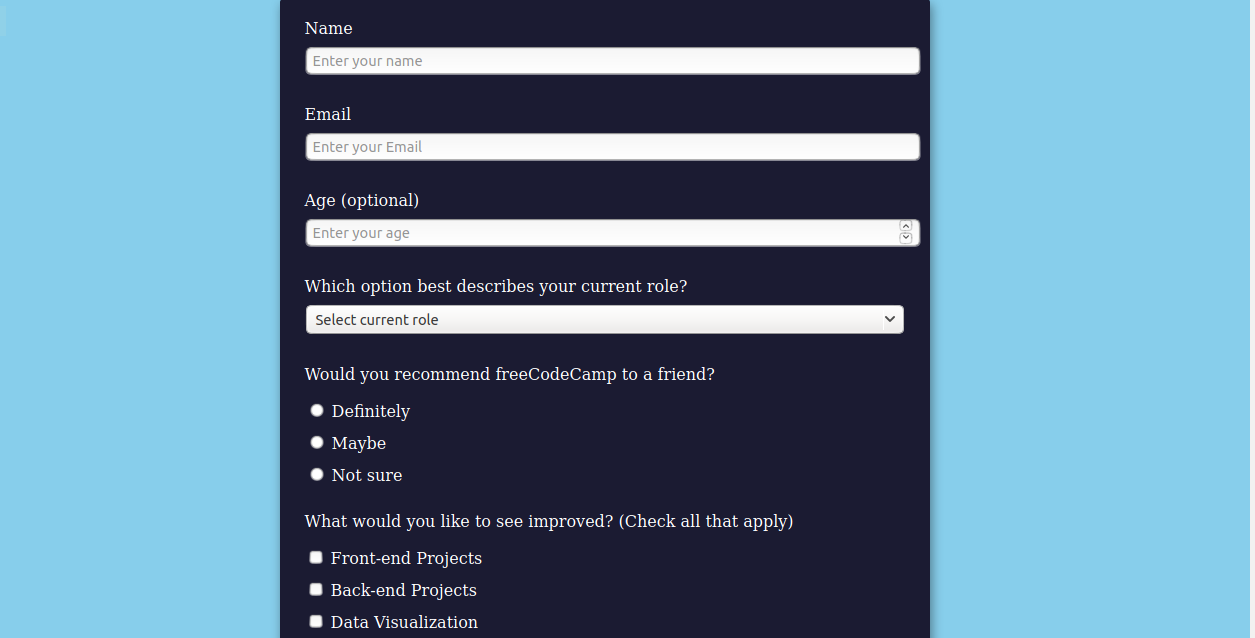 Name
Enter your name
Email
Enter your Email
Age (optional)
Enter your age
Which option best describes your current role?
Select current role
Would you recommend freeCodeCamp to a friend?
Definitely
Maybe
Not sure
What would you like to see improved? (Check all that apply)
Front-end Projects
Back-end Projects
Data Visualization